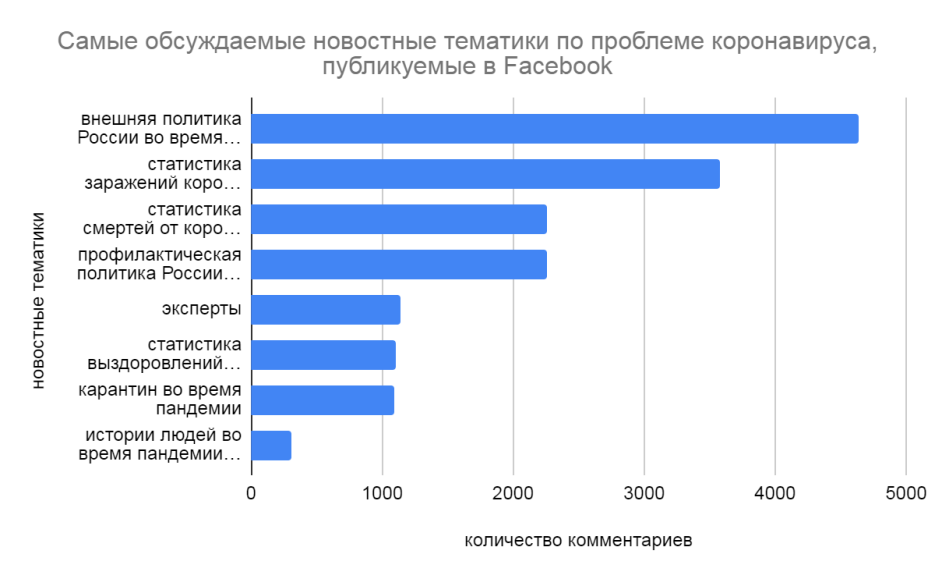 Самые обсуждаемые новостные тематики по проблеме коронавируса,
публикуемые в Facebook
новостные тематики
внешняя политика
России во время…
статистика
заражений коро…
статистика
смертей от коро…
профилактическая
политика России…
эксперты
статистика
выздоровлений…
карантин во время
пандемии
истории людей во
время пандемии…
0 1000 2000 3000 4000 5000
количество комментариев